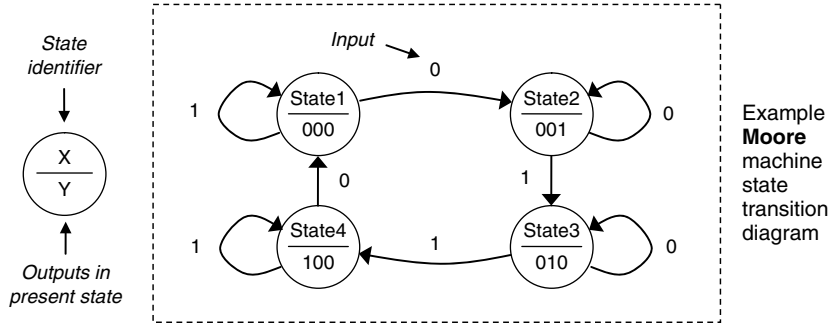 State
identifier
X
Y
Outputs in
present state
Input
0
1
State1
000
State2
001
0
0
1
1
State4
100
1
State3
010
0
Example
Moore
machine
state
transition
diagram